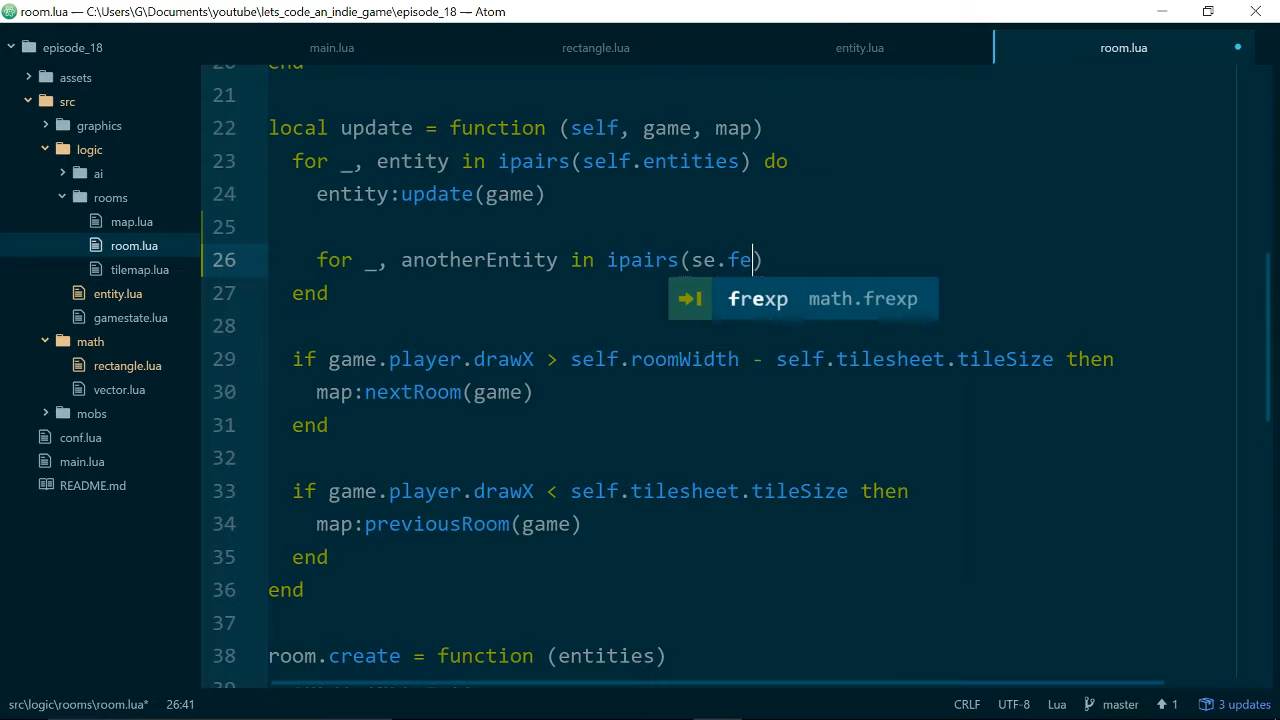 room.lua — C:\Users\G\Documents\youtube\lets_code_an_indie_game\episode_18 — Atom
episode_18
main.lua
rectangle.lua
entity.lua
room.lua
assets
src
graphics
logic
ai
rooms
map.lua
room.lua
tilemap.lua
entity.lua
gamestate.lua
math
rectangle.lua
vector.lua
mobs
conf.lua
main.lua
README.md
21
22 local update = function (self, game, map)
23 for _, entity in ipairs(self.entities) do
24 entity:update(game)
25
26 for _, anotherEntity in ipairs(se.fe)
frexp math.frexp
27 end
28
29 if game.player.drawX > self.roomWidth - self.tilesheet.tileSize then
30 map:nextRoom(game)
31 end
32
33 if game.player.drawX < self.tilesheet.tileSize then
34 map:previousRoom(game)
35 end
36 end
37
38 room.create = function (entities)
src\logic\rooms\room.lua* 26:41 CRLF UTF-8 Lua master 1 3 updates